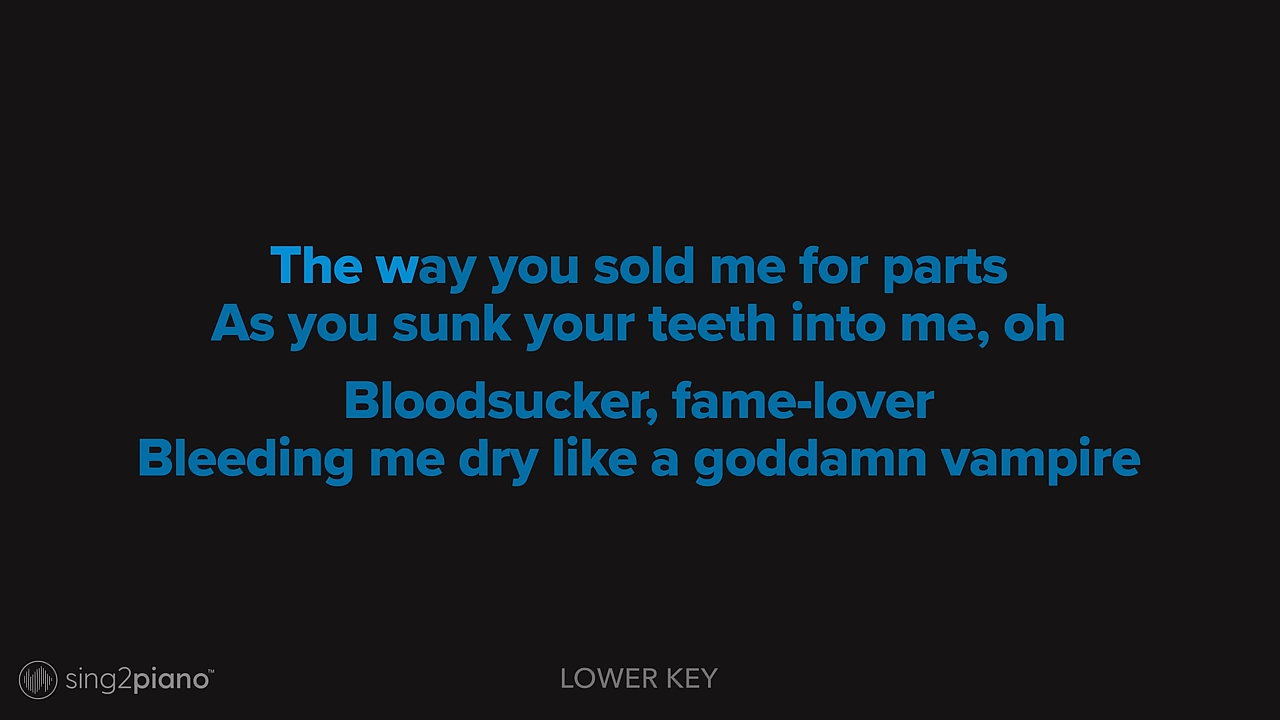 The way you sold me for parts
As you sunk your teeth into me, oh
Bloodsucker, fame-lover
Bleeding me dry like a goddamn vampire
sing2piano™
LOWER KEY